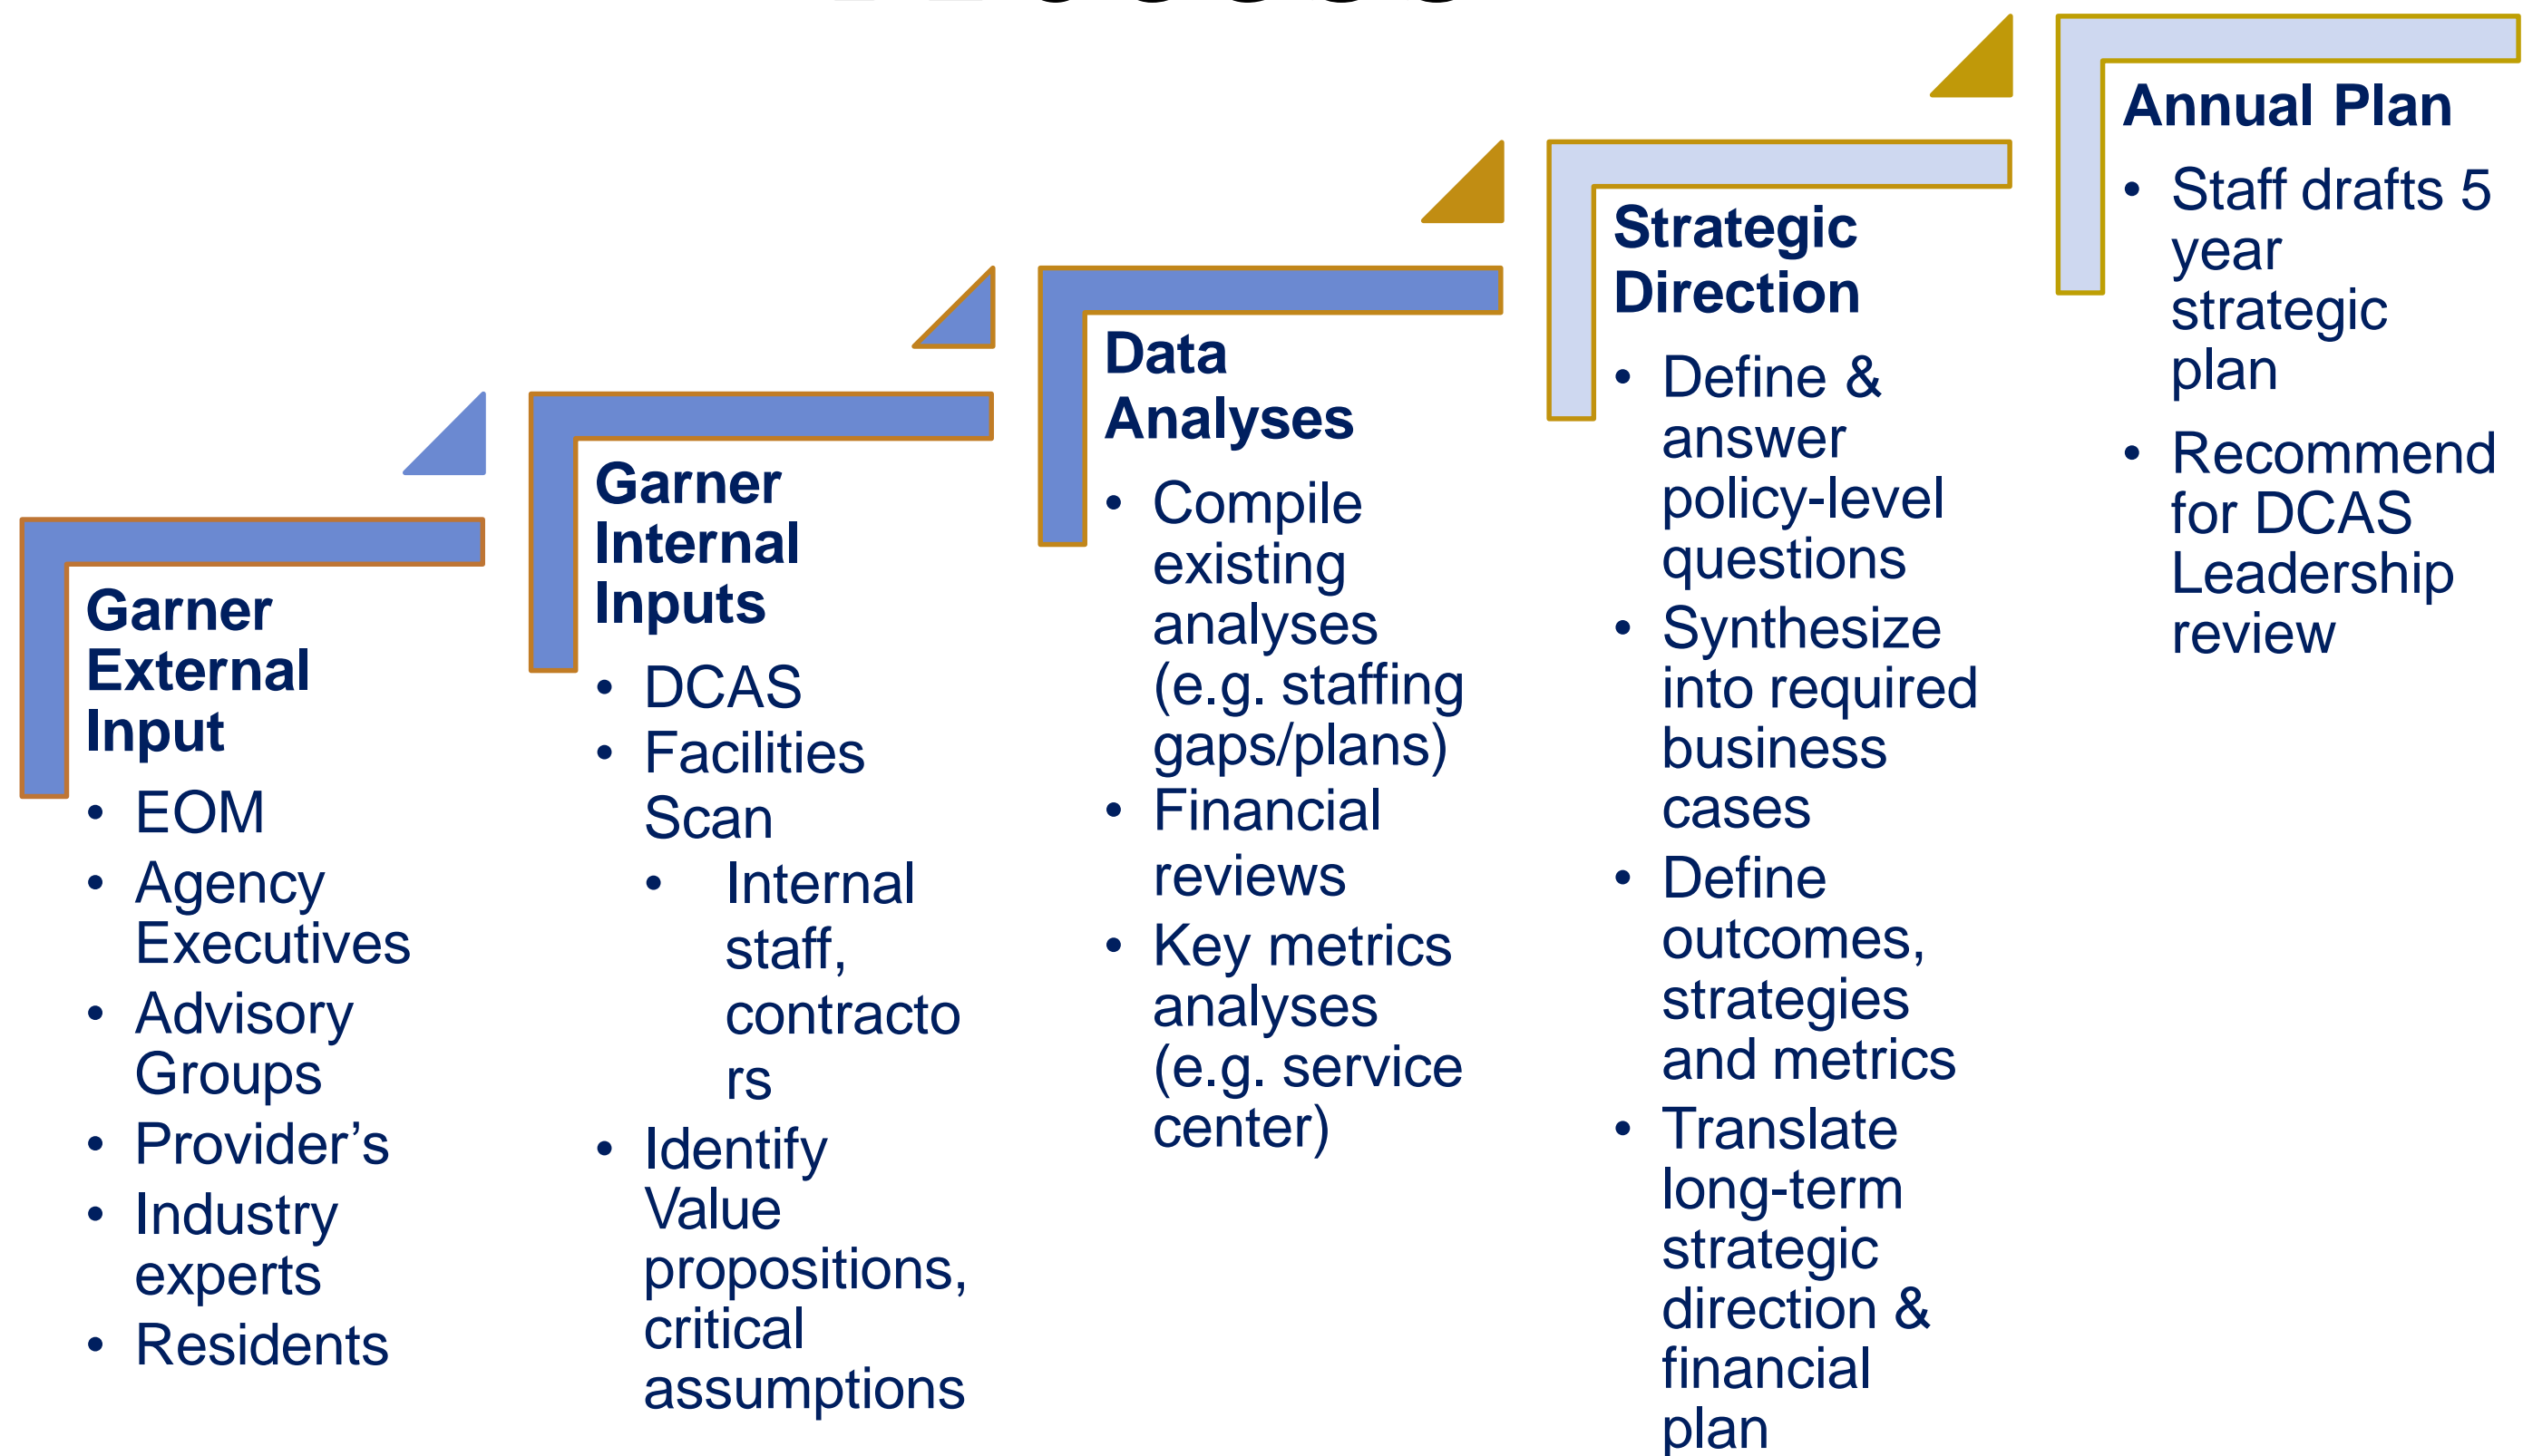 Garner
External
Input
• EOM
• Agency
Executives
• Advisory
Groups
• Provider’s
• Industry
experts
• Residents
Garner
Internal
Inputs
• DCAS
• Facilities
Scan
• Internal
staff,
contracto
rs
• Identify
Value
propositions,
critical
assumptions
Data
Analyses
• Compile
existing
analyses
(e.g. staffing
gaps/plans)
• Financial
reviews
• Key metrics
analyses
(e.g. service
center)
Strategic
Direction
• Define &
answer
policy-level
questions
• Synthesize
into required
business
cases
• Define
outcomes,
strategies
and metrics
• Translate
long-term
strategic
direction &
financial
plan
Annual Plan
• Staff drafts 5
year
strategic
plan
• Recommend
for DCAS
Leadership
review